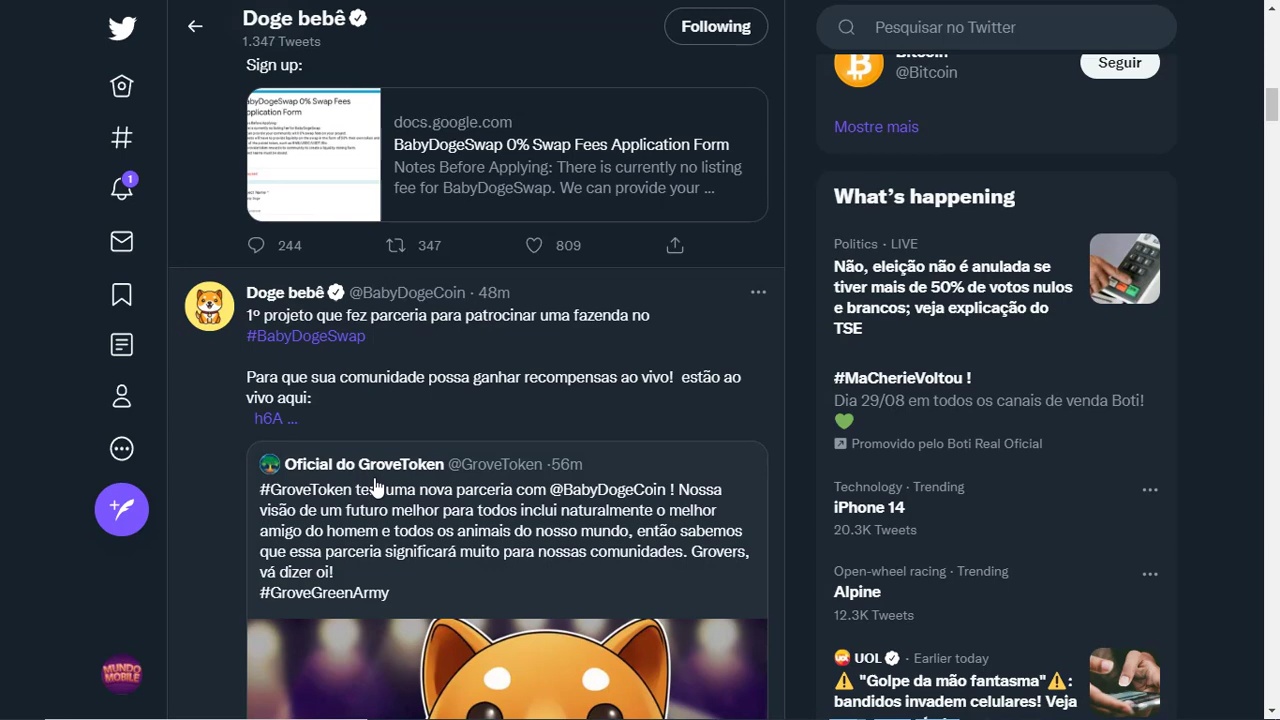 Doge bebê
1.347 Tweets
Following
Sign up:
BabyDogeSwap 0% Swap Fees
docs.google.com
BabyDogeSwap 0% Swap Fees Application Form
Notes Before Applying: There is currently no listing
fee for BabyDogeSwap. We can provide your ···
244
347
809
Doge bebê @BabyDogeCoin · 48m
1º projeto que fez parceria para patrocinar uma fazenda no
#BabyDogeSwap
Para que sua comunidade possa ganhar recompensas ao vivo! estão ao
vivo aqui:
h6A ...
Oficial do GroveToken @GroveToken ·56m
#GroveToken uma nova parceria com @BabyDogeCoin ! Nossa
visão de um futuro melhor para todos inclui naturalmente o melhor
amigo do homem e todos os animais do nosso mundo, então sabemos
que essa parceria significará muito para nossas comunidades. Grovers,
vá dizer oi!
#GroveGreenArmy
MUNDO
MOBILE
1
Pesquisar no Twitter
Bitcoin
@Bitcoin
Seguir
Mostre mais
What's happening
Politics · LIVE
Não, eleição não é anulada se
tiver mais de 50% de votos nulos
e brancos veja explicação do
TSE
#MaCherieVoltou !
Dia 29/08 em todos os canais de venda Boti!
Promovido pelo Boti Real Oficial
Technology · Trending
iPhone 14
20.3K Tweets
Open-wheel racing · Trending
Alpine
12.3K Tweets
UOL · Earlier today
"Golpe da mão fantasma":
bandidos invadem celulares! Veja